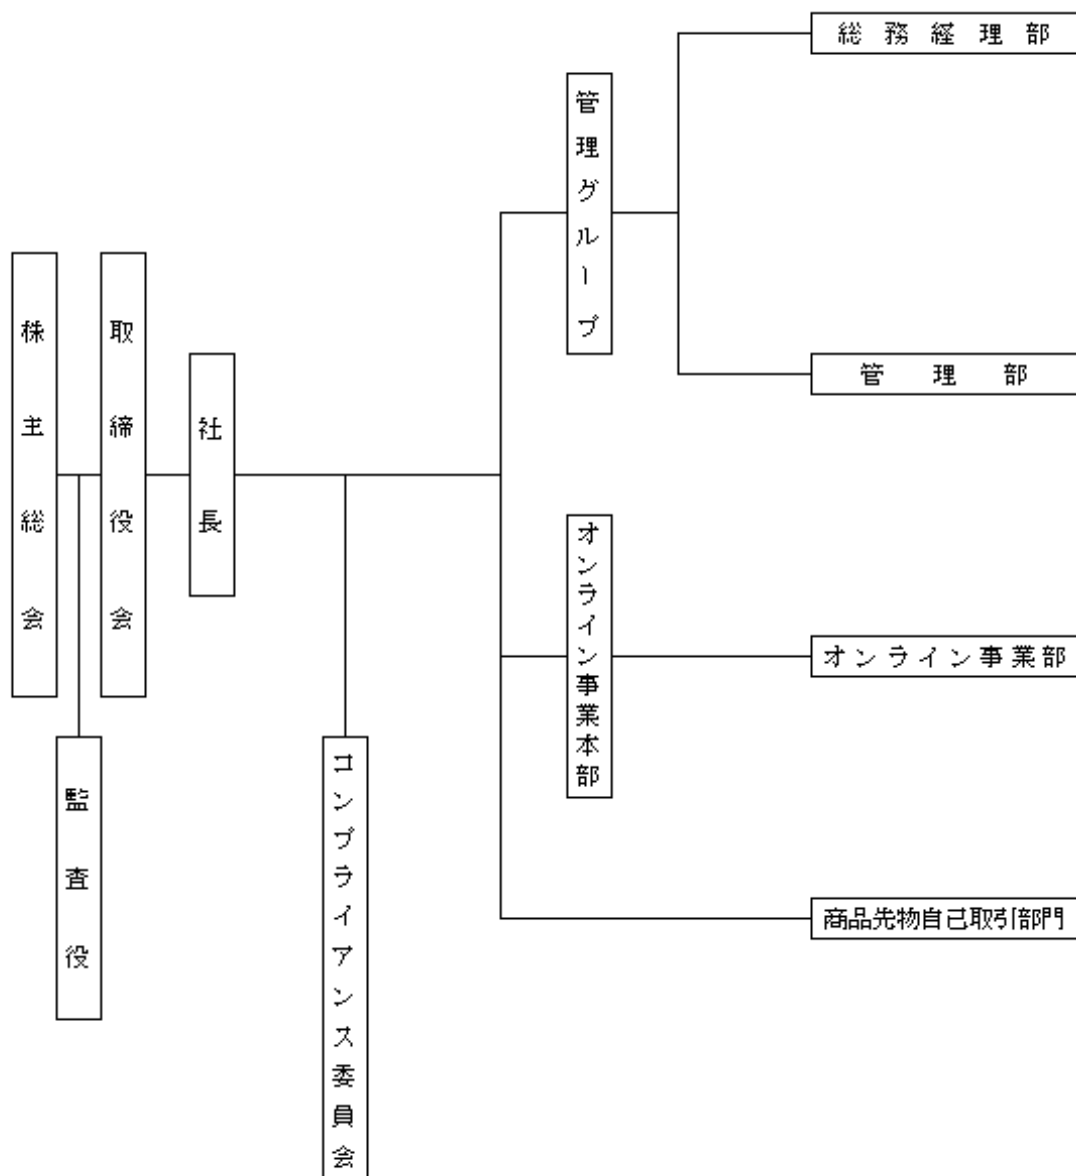 株主総会
取締役会
監査役
社長
コンプライアンス委員会
管理グループ
総務経理部
管理部
オンライン事業本部
オンライン事業部
商品先物自己取引部門